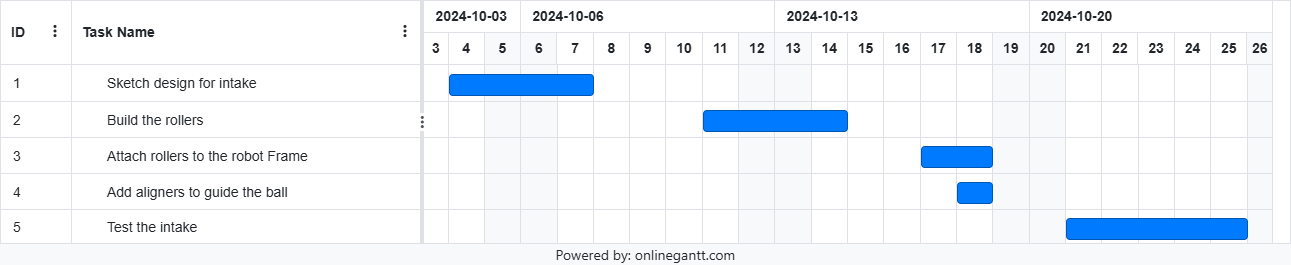 ID Task Name 2024-10-03 2024-10-06 2024-10-13 2024-10-20
3 4 5 6 7 8 9 10 11 12 13 14 15 16 17 18 19 20 21 22 23 24 25 26
1 Sketch design for intake
2 Build the rollers
3 Attach rollers to the robot Frame
4 Add aligners to guide the ball
5 Test the intake
Powered by: onlinegantt.com